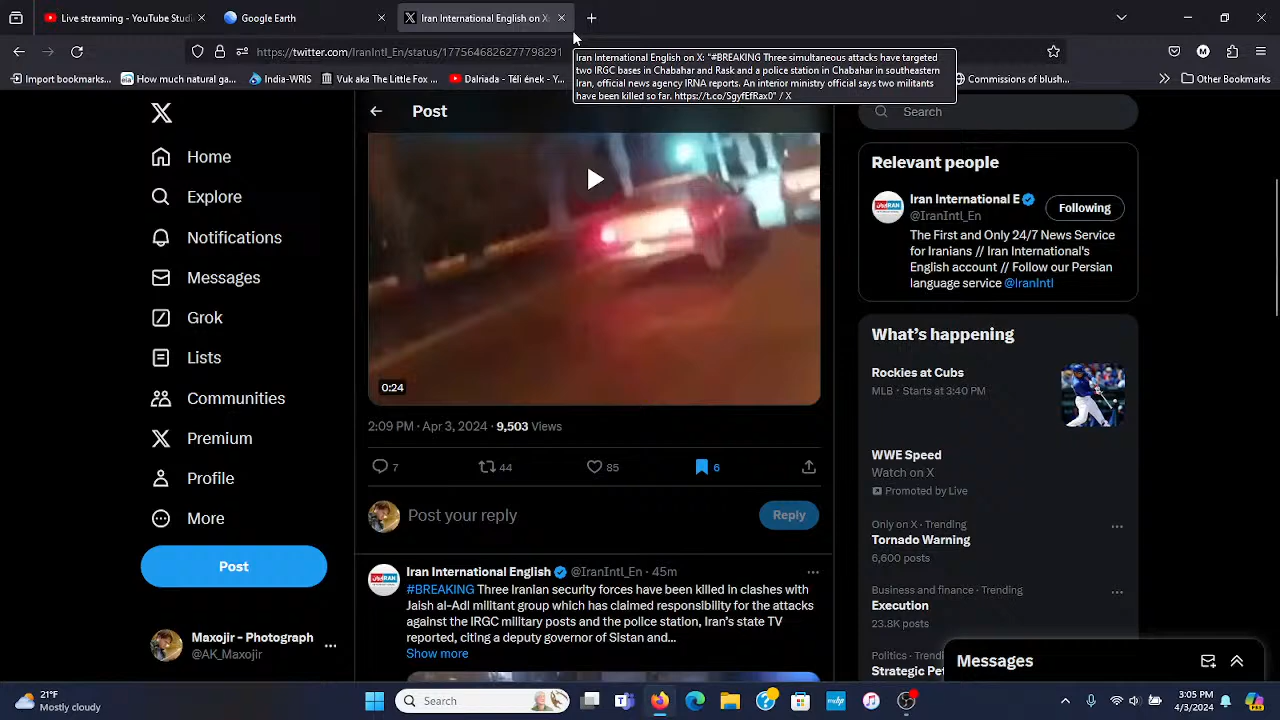 Live streaming - YouTube Studi
Google Earth
Iran International English on X:
https://twitter.com/IranIntl_En/status/1775646826277798291
Iran International English on X: "#BREAKING Three simultaneous attacks have targeted
two IRGC bases in Chabahar and Rask and a police station in Chabahar in southeastern
Iran, official news agency IRNA reports. An interior ministry official says two militants
have been killed so far. https://t.co/SgyfEfRax0" / X
Import bookmarks...
eia
How much natural ga...
India-WRIS
Vuk aka The Little Fox ...
Dalriada - Téli ének - Y...
Commissions of blush...
Other Bookmarks
Post
Search
Home
Explore
Notifications
Messages
Grok
Lists
Communities
Premium
Profile
More
Post
Maxojir - Photograph
@AK_Maxojir
0:24
2:09 PM · Apr 3, 2024 · 9,503 Views
7
44
85
6
Post your reply
Reply
Iran International English @IranIntl_En · 45m
#BREAKING Three Iranian security forces have been killed in clashes with
Jaish al-Adl militant group which has claimed responsibility for the attacks
against the IRGC military posts and the police station, Iran's state TV
reported, citing a deputy governor of Sistan and...
Show more
Relevant people
Iran International E
@IranIntl_En
Following
The First and Only 24/7 News Service
for Iranians // Iran International's
English account // Follow our Persian
language service @IranIntl
What's happening
Rockies at Cubs
MLB · Starts at 3:40 PM
WWE Speed
Watch on X
Promoted by Live
Only on X · Trending
Tornado Warning
6,600 posts
Business and finance · Trending
Execution
23.8K posts
Politics · Trending
Strategic Pet
Messages
21°F
Mostly cloudy
Search
3:05 PM
4/3/2024